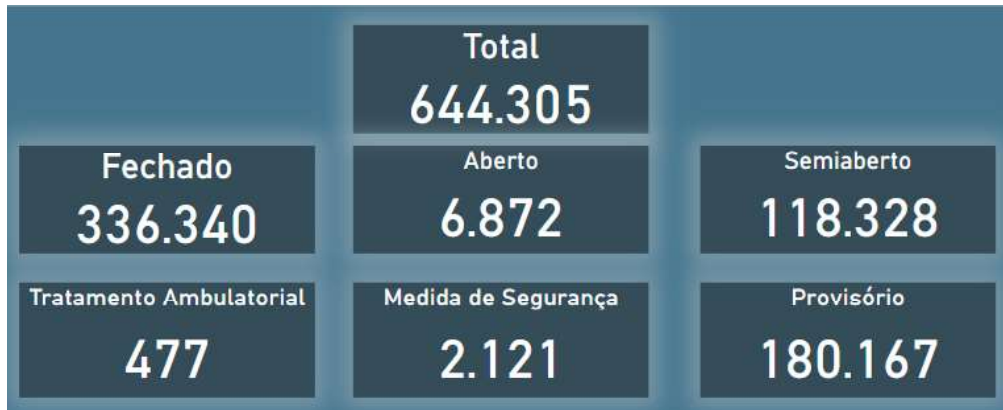 Total
644.305
Fechado
336.340
Aberto
6.872
Semiaberto
118.328
Tratamento Ambulatorial
477
Medida de Segurança
2.121
Provisório
180.167